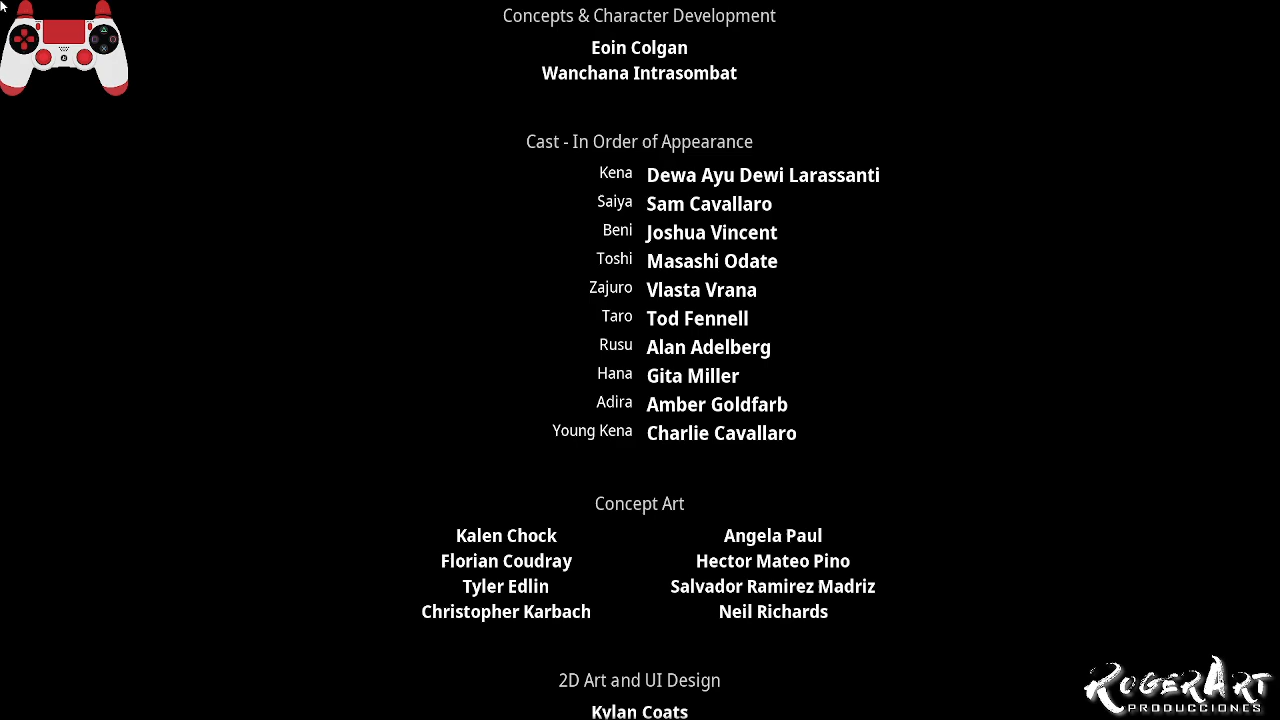 Concepts & Character Development
Eoin Colgan
Wanchana Intrasombat
Cast - In Order of Appearance
Kena Dewa Ayu Dewi Larassanti
Saiya Sam Cavallaro
Beni Joshua Vincent
Toshi Masashi Odate
Zajuro Vlasta Vrana
Taro Tod Fennell
Rusu Alan Adelberg
Hana Gita Miller
Adira Amber Goldfarb
Young Kena Charlie Cavallaro
Concept Art
Kalen Chock Angela Paul
Florian Coudray Hector Mateo Pino
Tyler Edlin Salvador Ramirez Madriz
Christopher Karbach Neil Richards
2D Art and UI Design
Kylan Coats
ROGERART
PRODUCCIONES